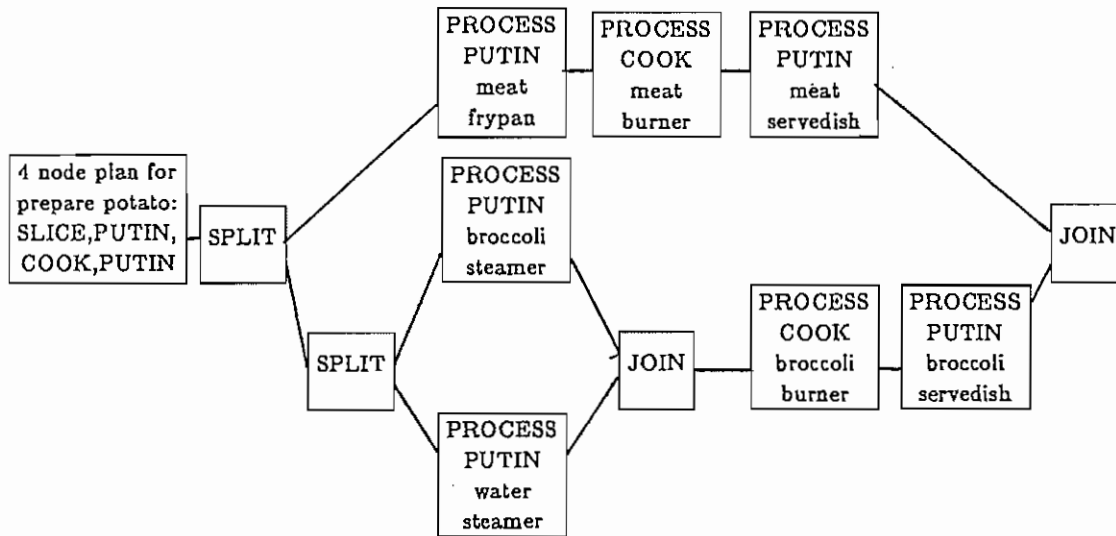 PROCESS
PUTIN
meat
frypan
PROCESS
COOK
meat
burner
PROCESS
PUTIN
meat
servedish
4 node plan for
prepare potato:
SLICE,PUTIN,
COOK,PUTIN
SPLIT
PROCESS
PUTIN
broccoli
steamer
JOIN
SPLIT
PROCESS
PUTIN
water
steamer
JOIN
PROCESS
COOK
broccoli
burner
PROCESS
PUTIN
broccoli
servedish